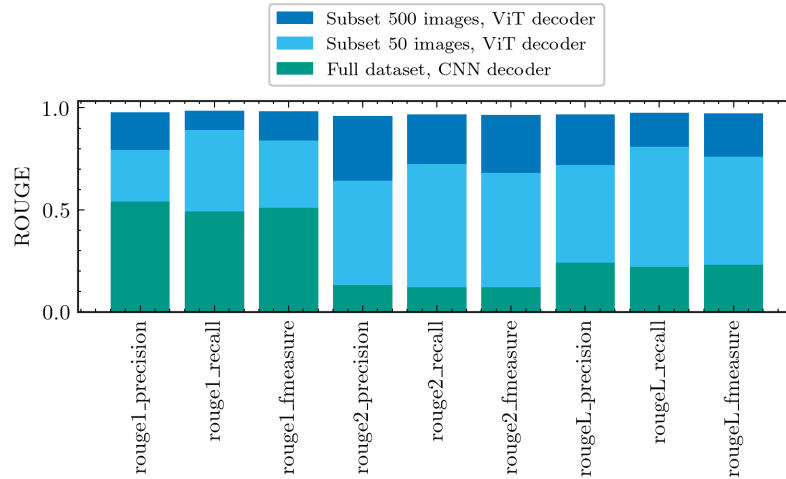 Subset 500 images, ViT decoder
Subset 50 images, ViT decoder
Full dataset, CNN decoder
1.0
0.5
0.0
ROUGE
rouge1_precision
rouge1_recall
rouge1_fmeasure
rouge2_precision
rouge2_recall
rouge2_fmeasure
rougeL_precision
rougeL_recall
rougeL_fmeasure